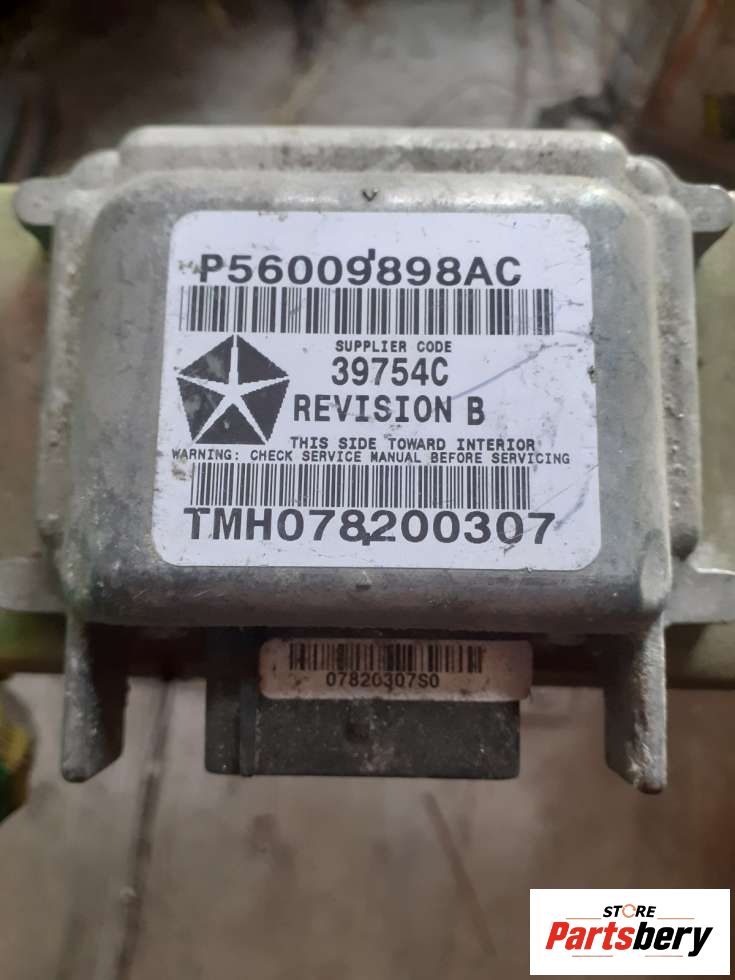 P56009898AC
SUPPLIER CODE
39754C
REVISION B
THIS SIDE TOWARD INTERIOR
WARNING: CHECK SERVICE MANUAL BEFORE SERVICING
TMH078200307
07820307S0
STORE
Partsbery